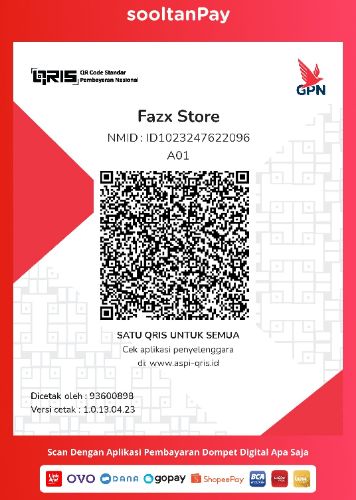 sooltanPay
QRIS
QR Code Standar
Pembayaran Nasional
GPN
Fazx Store
NMID : ID1023247622096
A01
SATU QRIS UNTUK SEMUA
Cek aplikasi penyelenggara
di: www.aspi-qris.id
Dicetak oleh : 93600898
Versi cetak : 1.0.13.04.23
Scan Dengan Aplikasi Pembayaran Dompet Digital Apa Saja
LinkAja! OVO DANA gopay ShopeePay BCA